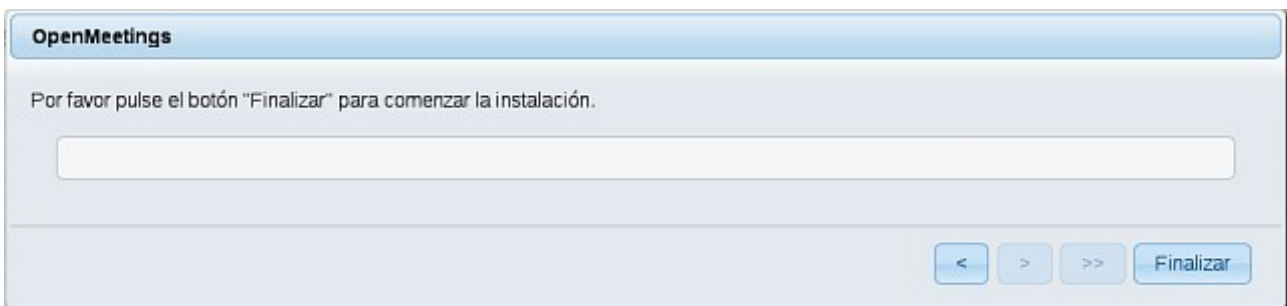 OpenMeetings
Por favor pulse el botón "Finalizar" para comenzar la instalación.
< > >> Finalizar